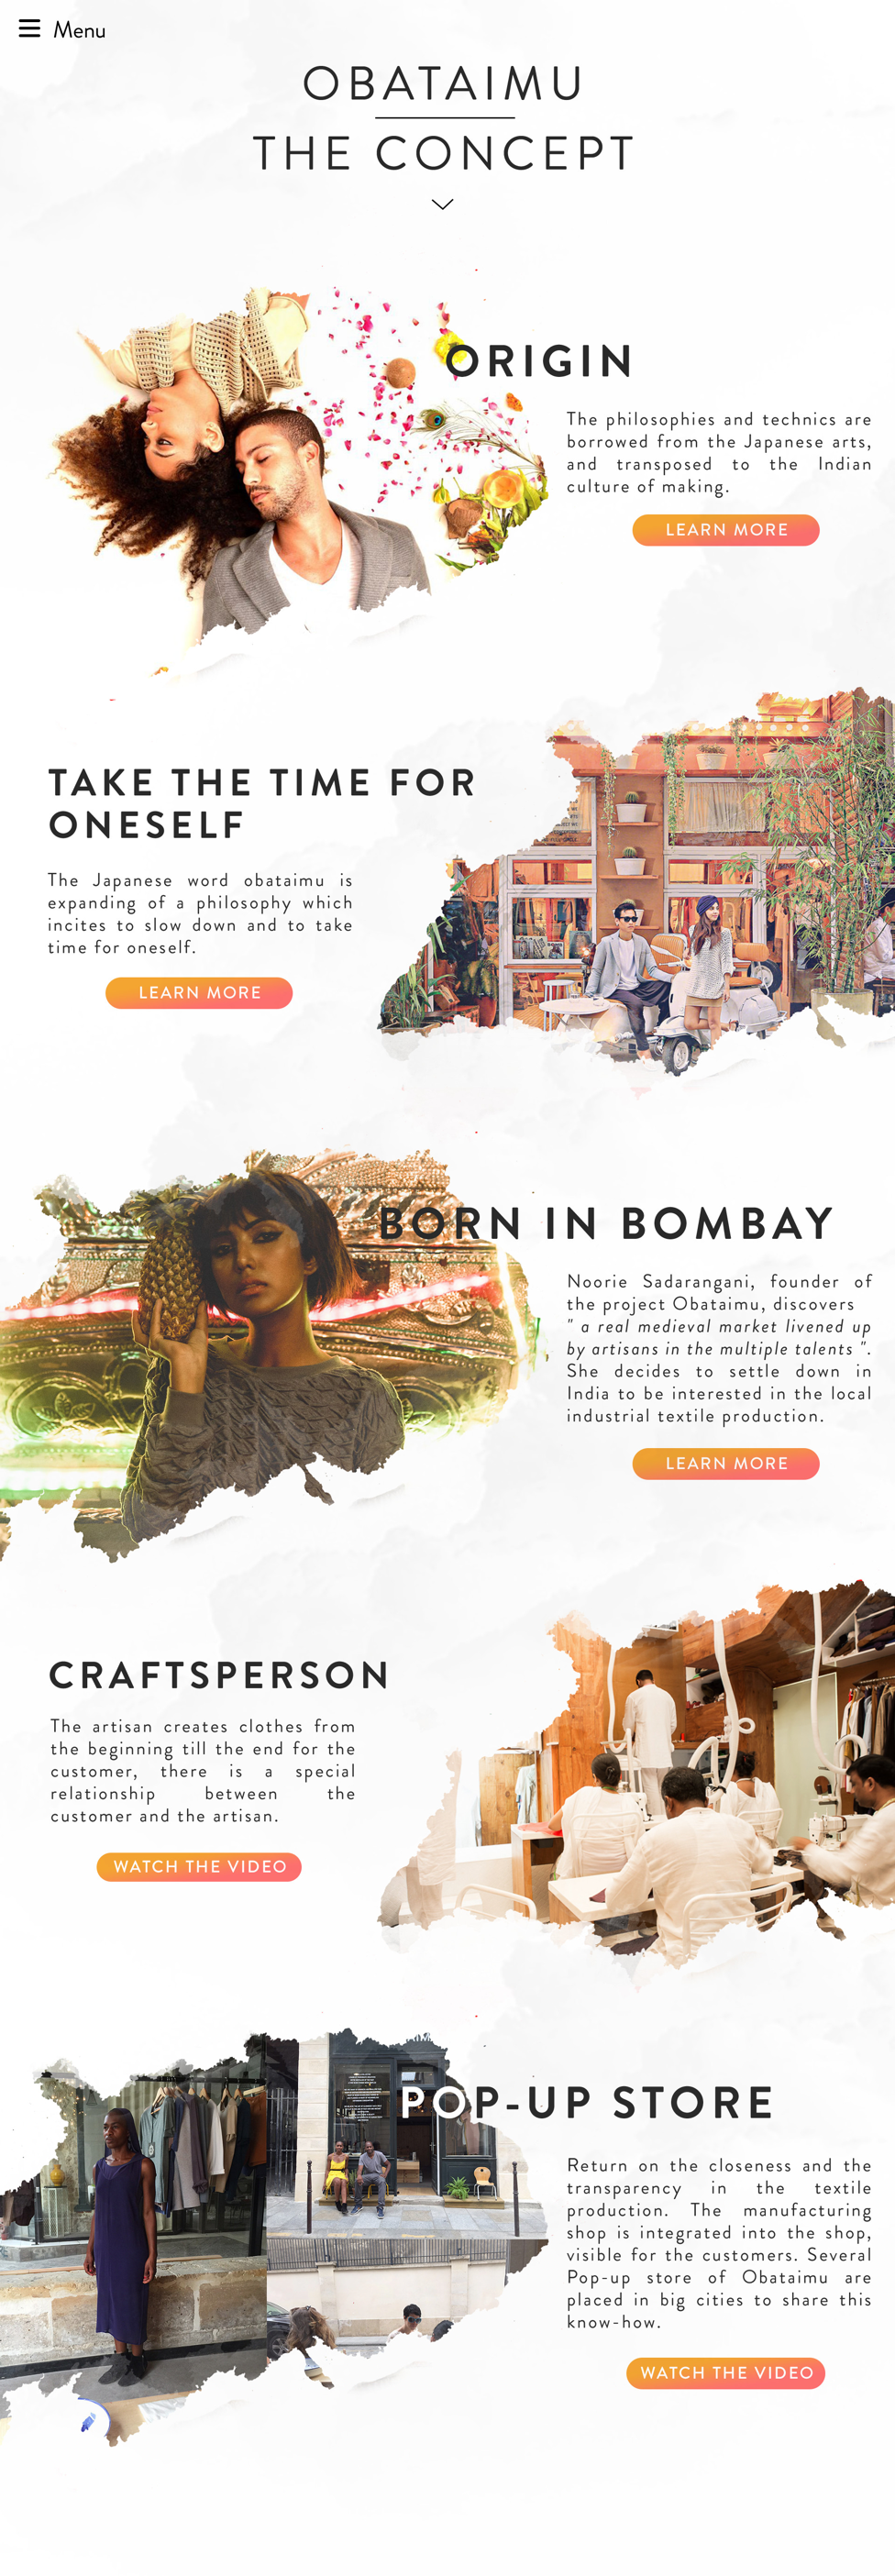 Menu
OBATAIMU
THE CONCEPT
ORIGIN
The philosophies and technics are
borrowed from the Japanese arts,
and transposed to the Indian
culture of making.
LEARN MORE
TAKE THE TIME FOR
ONESELF
The Japanese word obataimu is
expanding of a philosophy which
incites to slow down and to take
time for oneself.
LEARN MORE
BORN IN BOMBAY
Noorie Sadarangani, founder of
the project Obataimu, discovers
" a real medieval market livened up
by artisans in the multiple talents ".
She decides to settle down in
India to be interested in the local
industrial textile production.
LEARN MORE
CRAFTSPERSON
The artisan creates clothes from
the beginning till the end for the
customer, there is a special
relationship between the
customer and the artisan.
WATCH THE VIDEO
POP-UP STORE
Return on the closeness and the
transparency in the textile
production. The manufacturing
shop is integrated into the shop,
visible for the customers. Several
Pop-up store of Obataimu are
placed in big cities to share this
know-how.
WATCH THE VIDEO